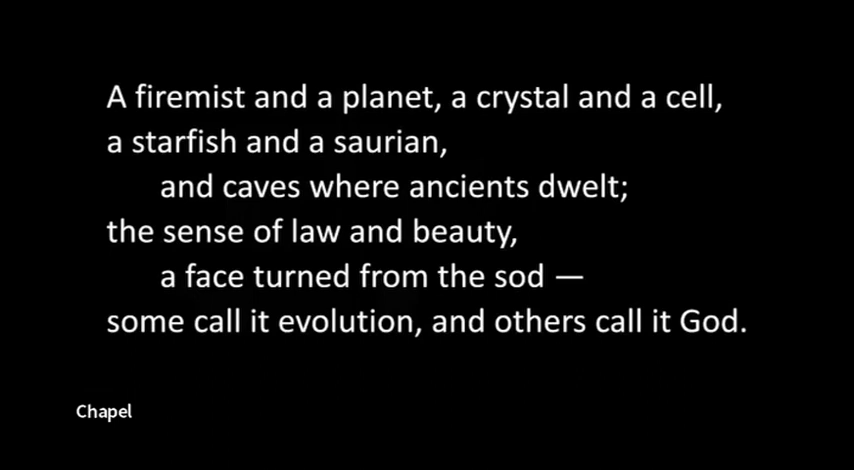 A firemist and a planet, a crystal and a cell,
a starfish and a saurian,
and caves where ancients dwelt;
the sense of law and beauty,
a face turned from the sod —
some call it evolution, and others call it God.
Chapel